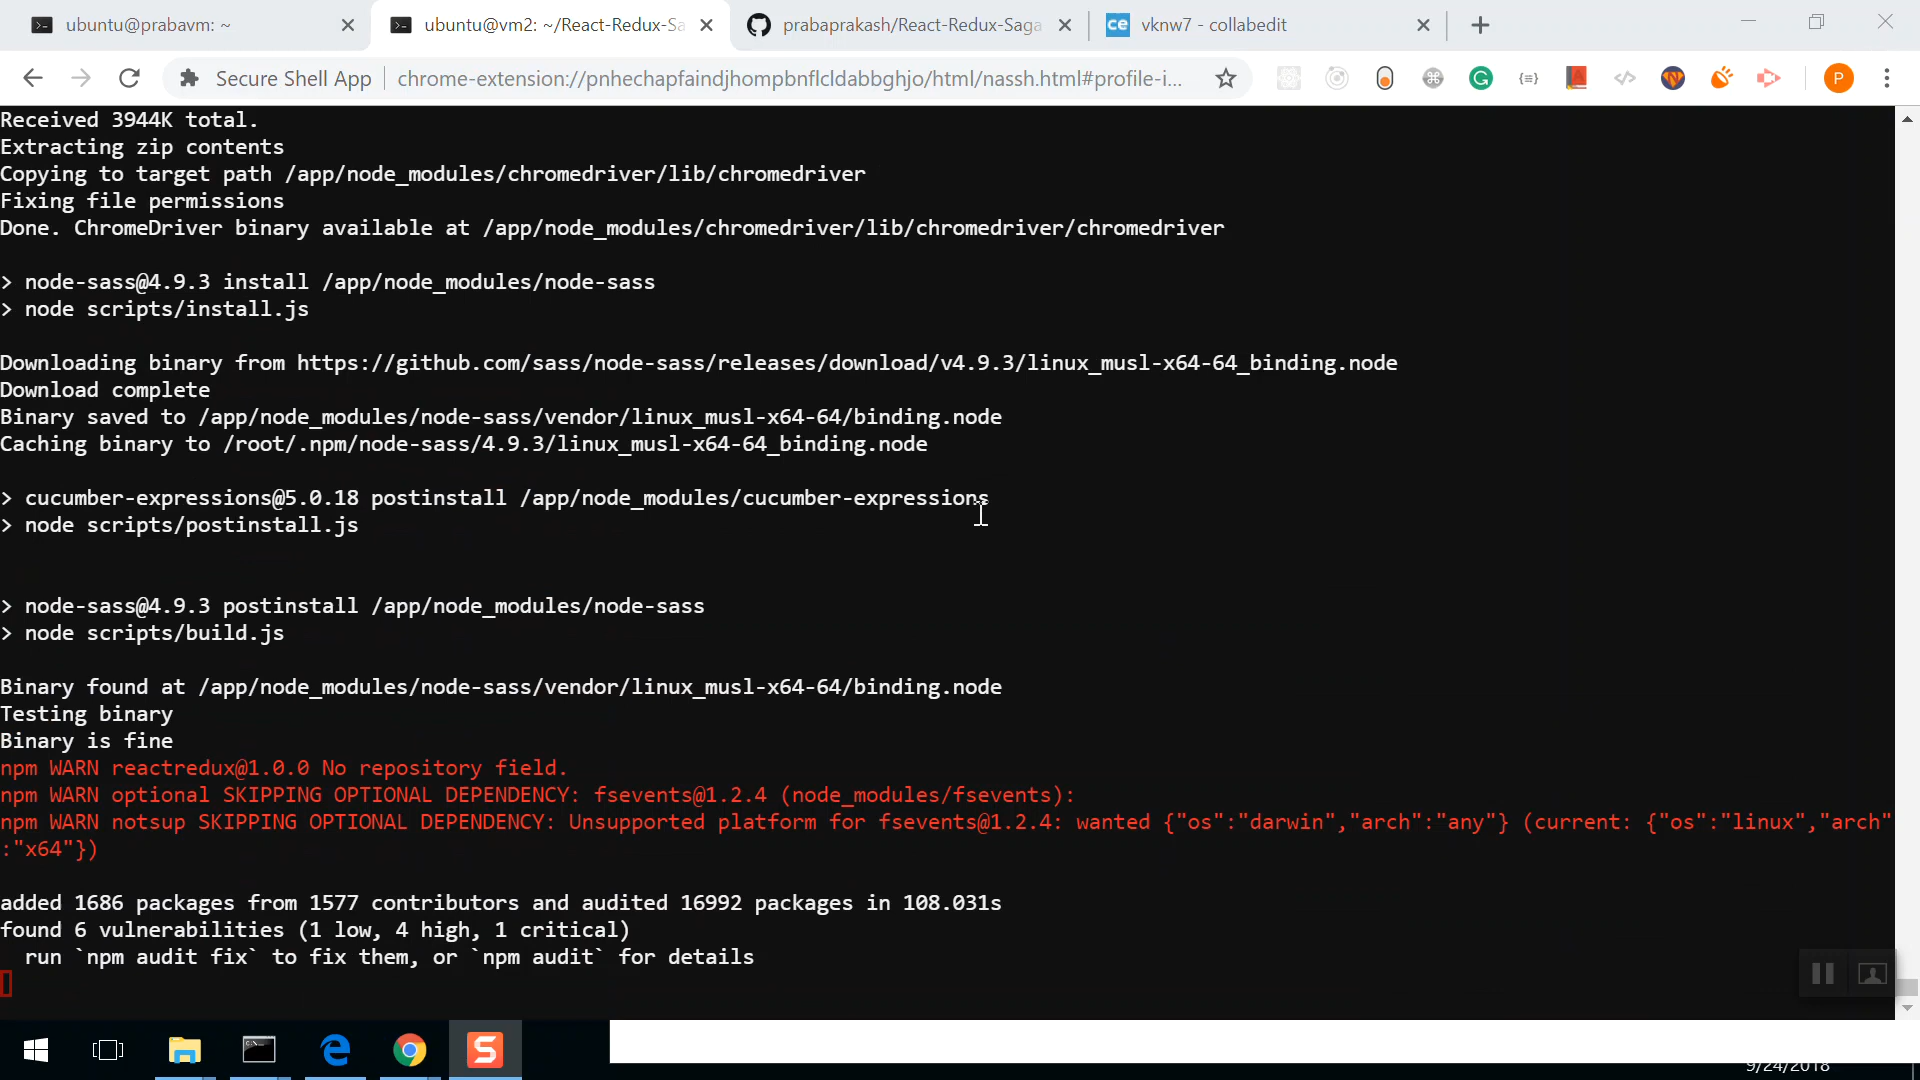 ubuntu@prabavm: ~
ubuntu@vm2: ~/React-Redux-Sa
prabaprakash/React-Redux-Saga
ce vknw7 - collabedit
Secure Shell App chrome-extension://pnhechapfaindjhompbnflcldabbghjo/html/nassh.html#profile-i...
P
Received 3944K total.
Extracting zip contents
Copying to target path /app/node_modules/chromedriver/lib/chromedriver
Fixing file permissions
Done. ChromeDriver binary available at /app/node_modules/chromedriver/lib/chromedriver/chromedriver
> node-sass@4.9.3 install /app/node_modules/node-sass
> node scripts/install.js
Downloading binary from https://github.com/sass/node-sass/releases/download/v4.9.3/linux_musl-x64-64_binding.node
Download complete
Binary saved to /app/node_modules/node-sass/vendor/linux_musl-x64-64/binding.node
Caching binary to /root/.npm/node-sass/4.9.3/linux_musl-x64-64_binding.node
> cucumber-expressions@5.0.18 postinstall /app/node_modules/cucumber-expressions
> node scripts/postinstall.js
> node-sass@4.9.3 postinstall /app/node_modules/node-sass
> node scripts/build.js
Binary found at /app/node_modules/node-sass/vendor/linux_musl-x64-64/binding.node
Testing binary
Binary is fine
npm WARN reactredux@1.0.0 No repository field.
npm WARN optional SKIPPING OPTIONAL DEPENDENCY: fsevents@1.2.4 (node_modules/fsevents):
npm WARN notsup SKIPPING OPTIONAL DEPENDENCY: Unsupported platform for fsevents@1.2.4: wanted {"os":"darwin","arch":"any"} (current: {"os":"linux","arch"
:"x64"})
added 1686 packages from 1577 contributors and audited 16992 packages in 108.031s
found 6 vulnerabilities (1 low, 4 high, 1 critical)
run `npm audit fix` to fix them, or `npm audit` for details
9/24/2018